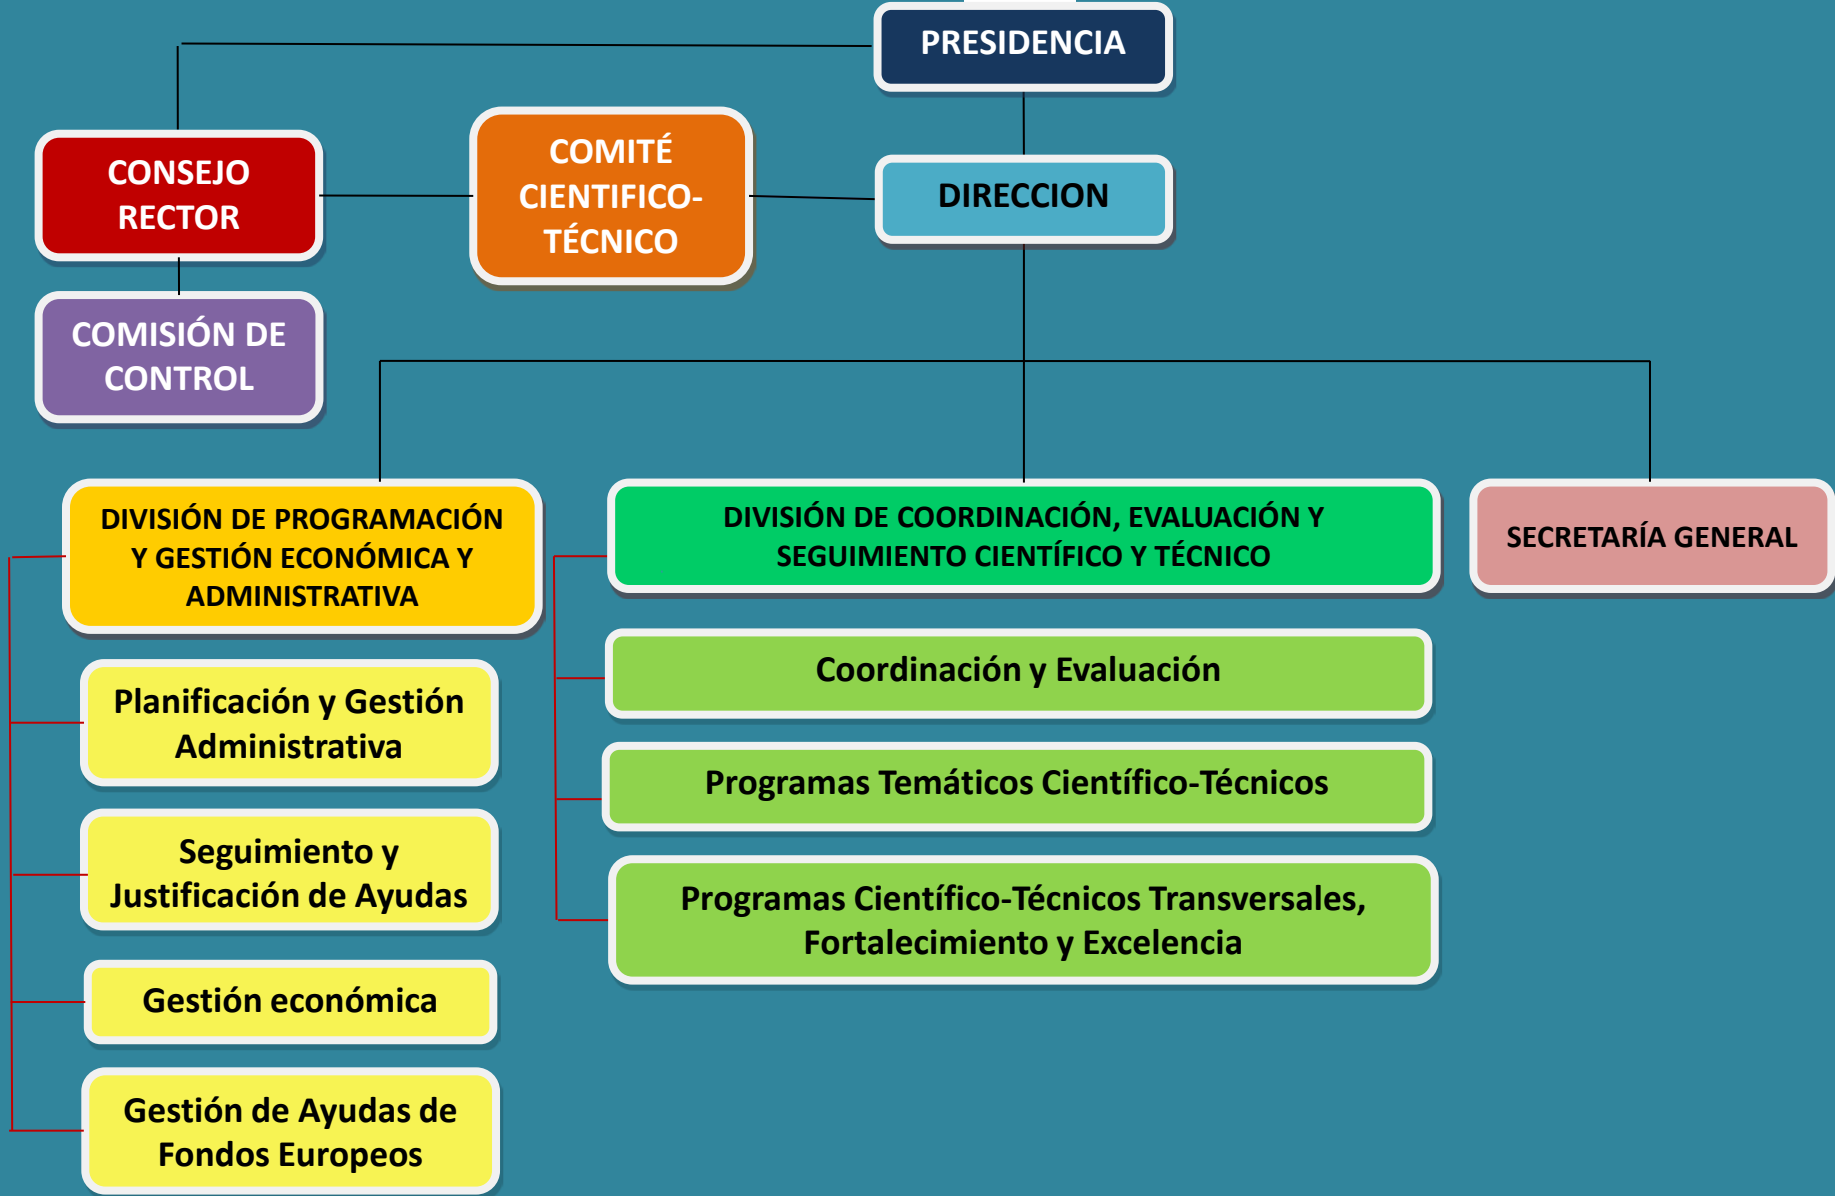 PRESIDENCIA
CONSEJO
RECTOR
COMITÉ
CIENTIFICO-
TÉCNICO
DIRECCION
COMISIÓN DE
CONTROL
DIVISIÓN DE PROGRAMACIÓN
Y GESTIÓN ECONÓMICA Y
ADMINISTRATIVA
Planificación y Gestión
Administrativa
Seguimiento y
Justificación de Ayudas
Gestión económica
Gestión de Ayudas de
Fondos Europeos
DIVISIÓN DE COORDINACIÓN, EVALUACIÓN Y
SEGUIMIENTO CIENTÍFICO Y TÉCNICO
Coordinación y Evaluación
Programas Temáticos Científico-Técnicos
Programas Científico-Técnicos Transversales,
Fortalecimiento y Excelencia
SECRETARÍA GENERAL